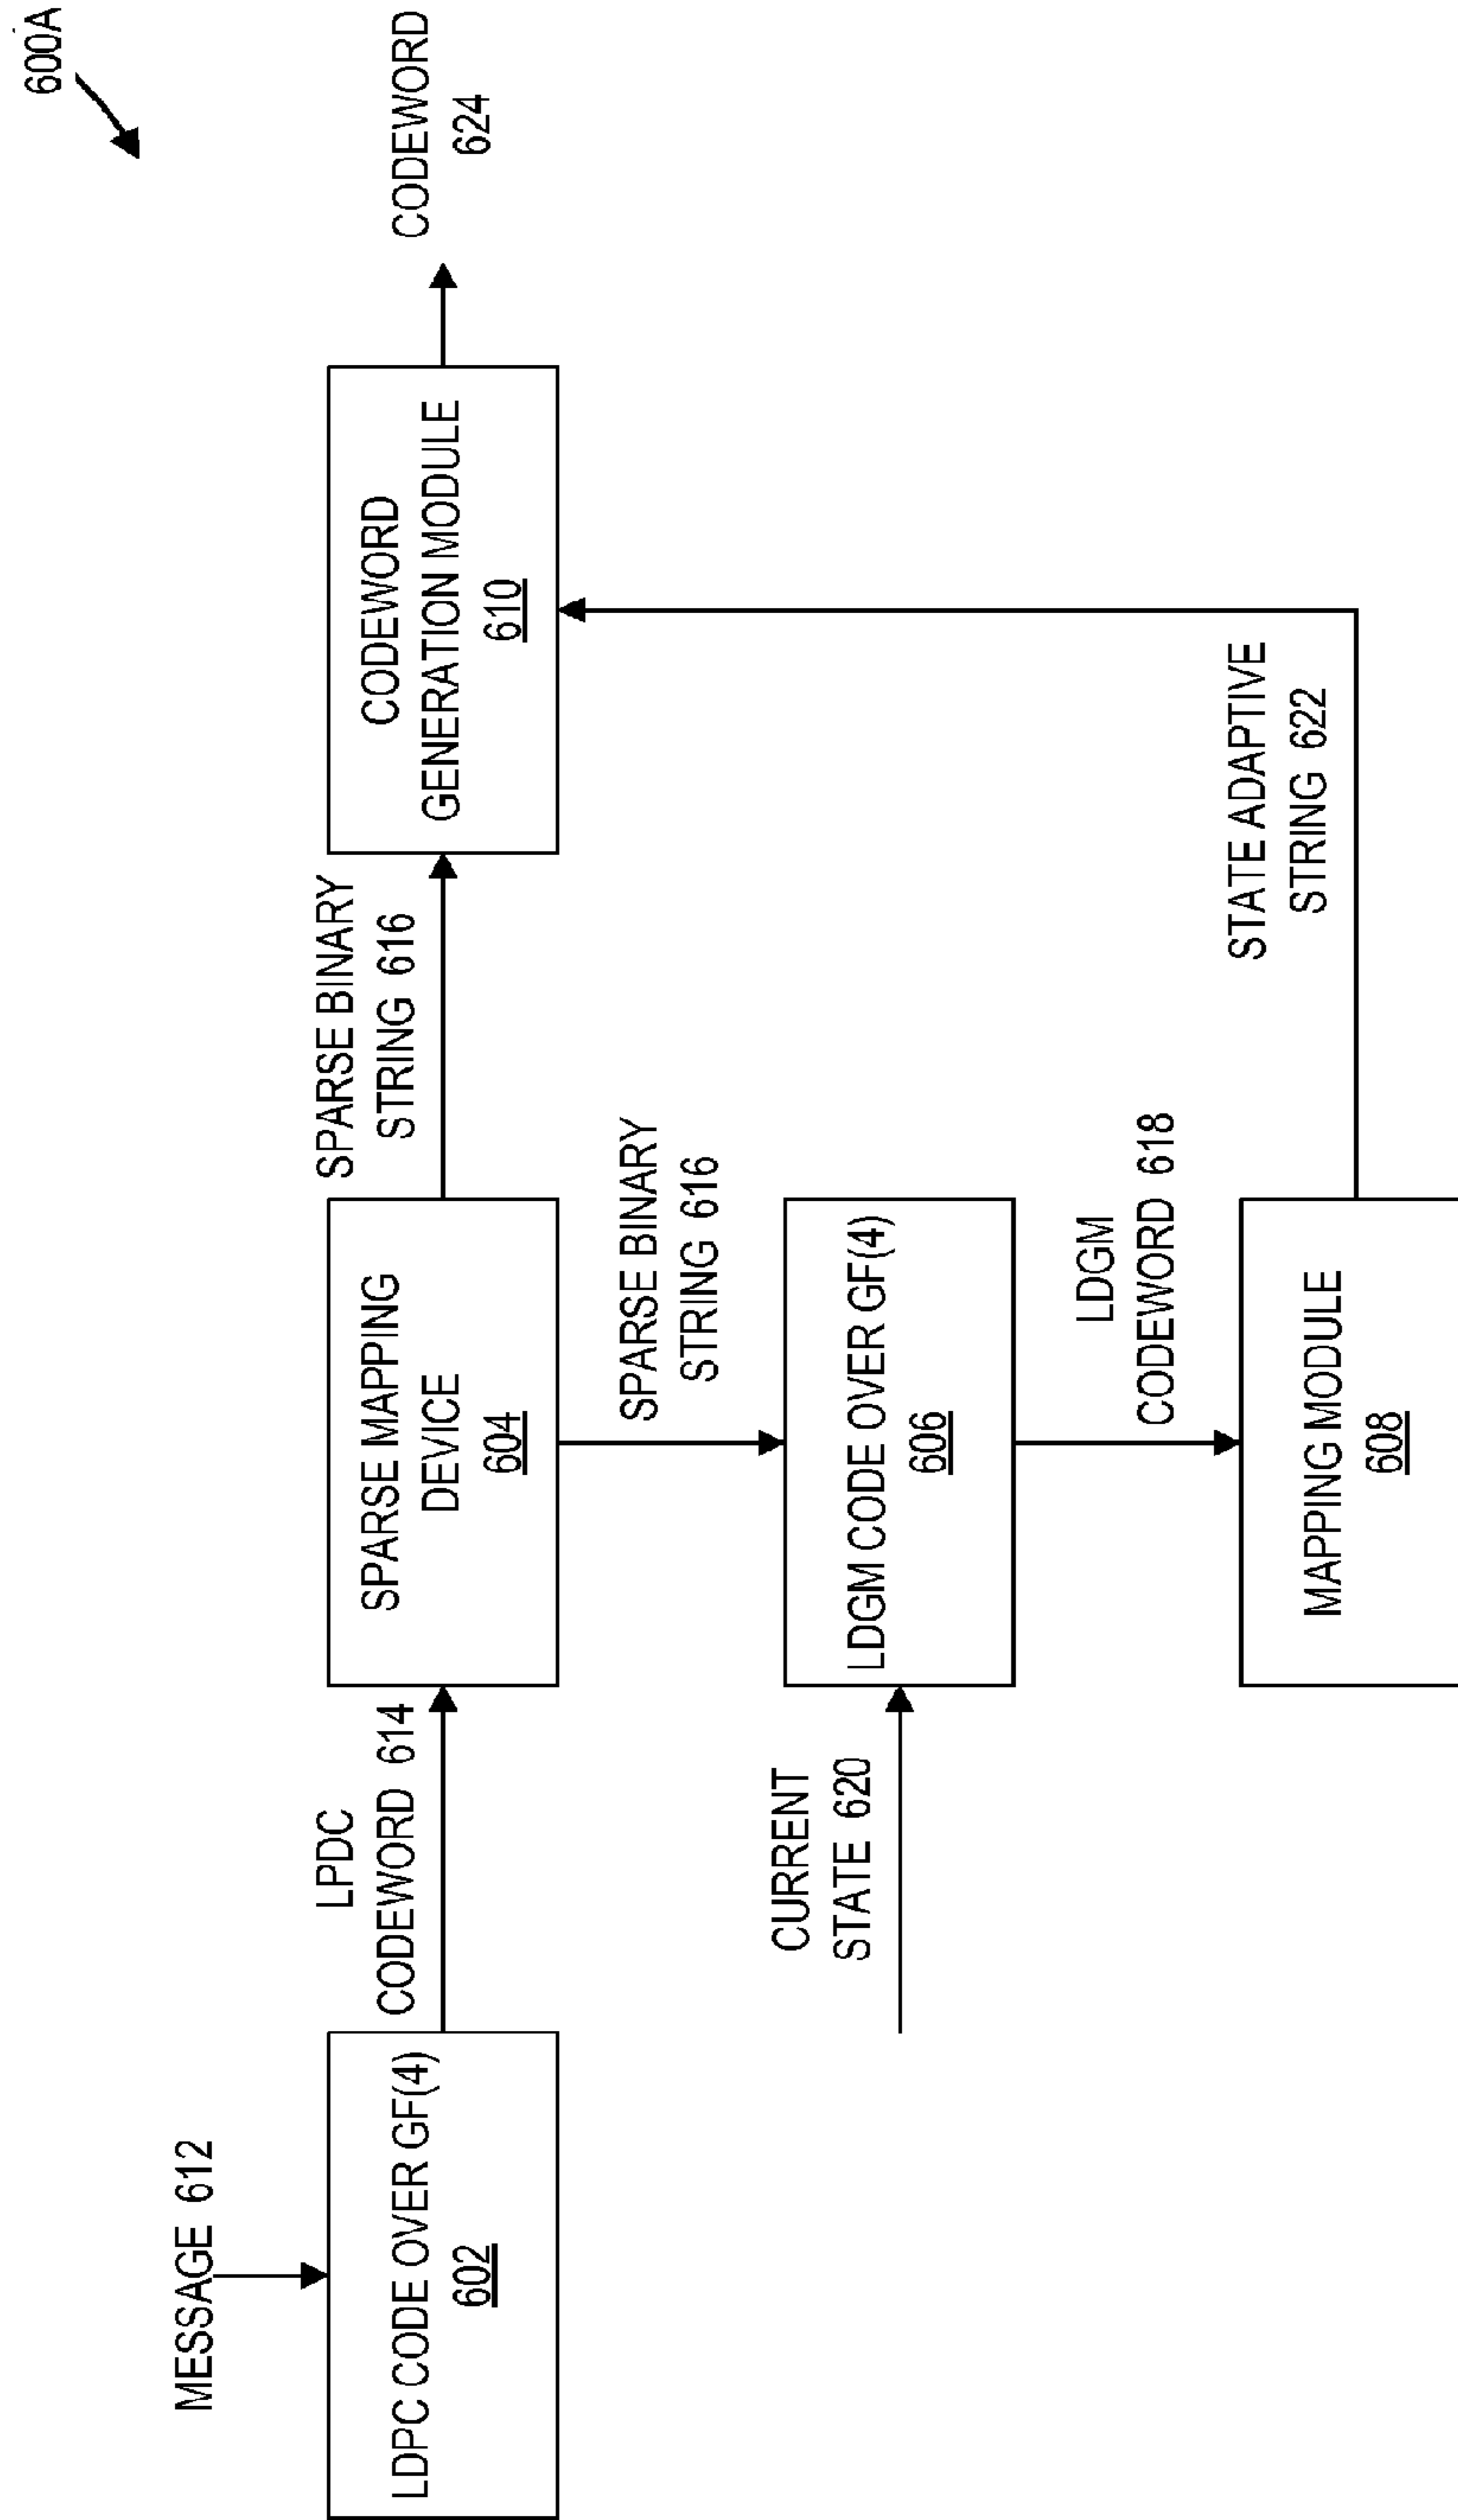 600A
MESSAGE 612
LDPC CODE OVER GF(4)
602
LPDC
CODEWORD 614
SPARSE MAPPING
DEVICE
604
SPARSE BINARY
STRING 616
CODEWORD
GENERATION MODULE
610
CODEWORD
624
SPARSE BINARY
STRING 616
CURRENT
STATE 620
LDGM CODE OVER GF(4)
606
LDGM
CODEWORD 618
STATE ADAPTIVE
STRING 622
MAPPING MODULE
608